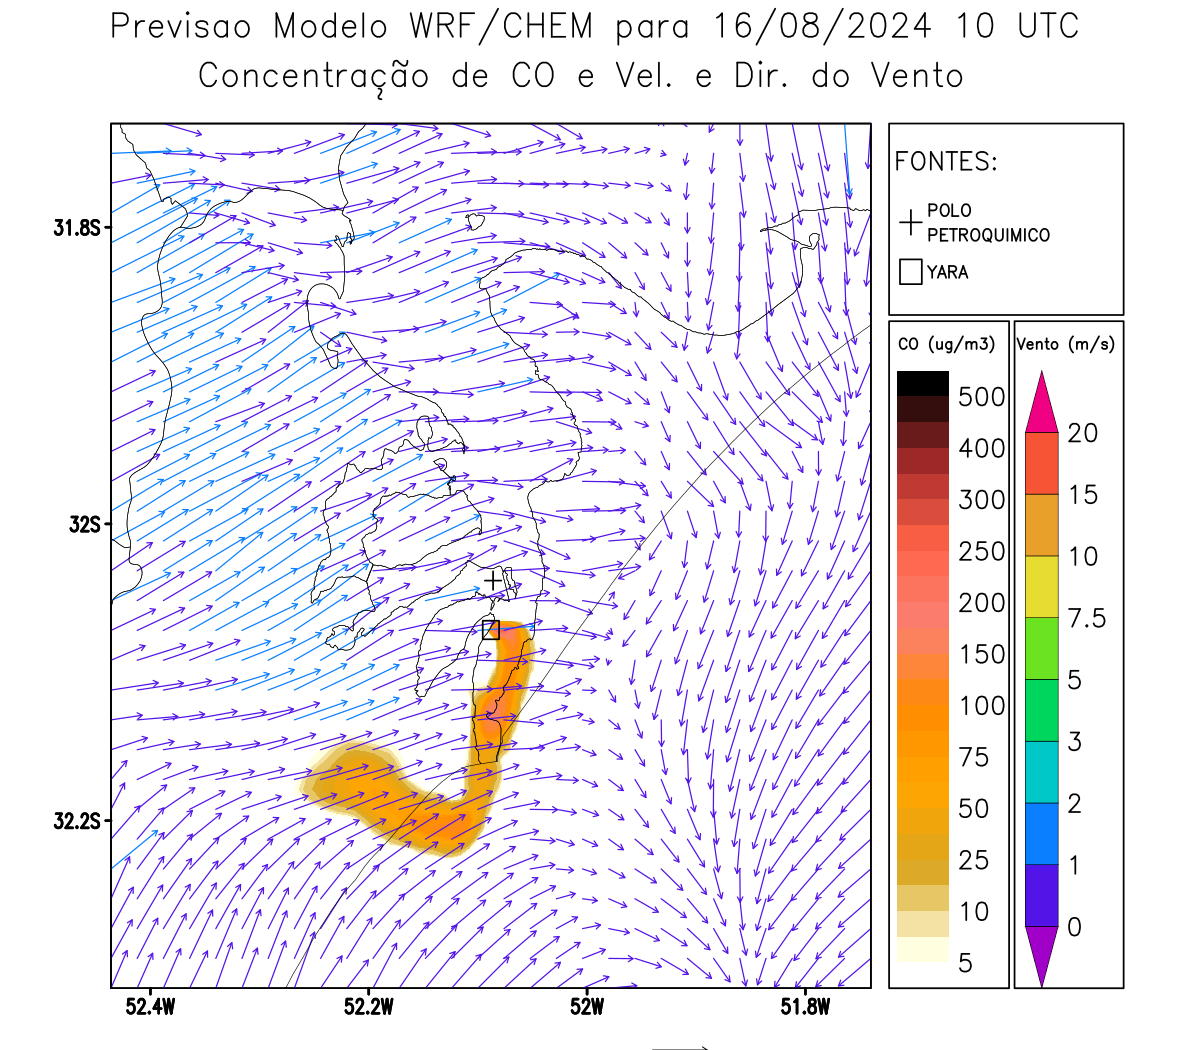 Previsao Modelo WRF/CHEM para 16/08/2024 10 UTC
Concentração de CO e Vel. e Dir. do Vento
FONTES:
POLO
PETROQUIMICO
YARA
CO (ug/m3)
500
400
300
250
200
150
100
75
50
25
10
5
Vento (m/s)
20
15
10
7.5
5
3
2
1
0
31.8S
32S
32.2S
52.4W
52.2W
52W
51.8W